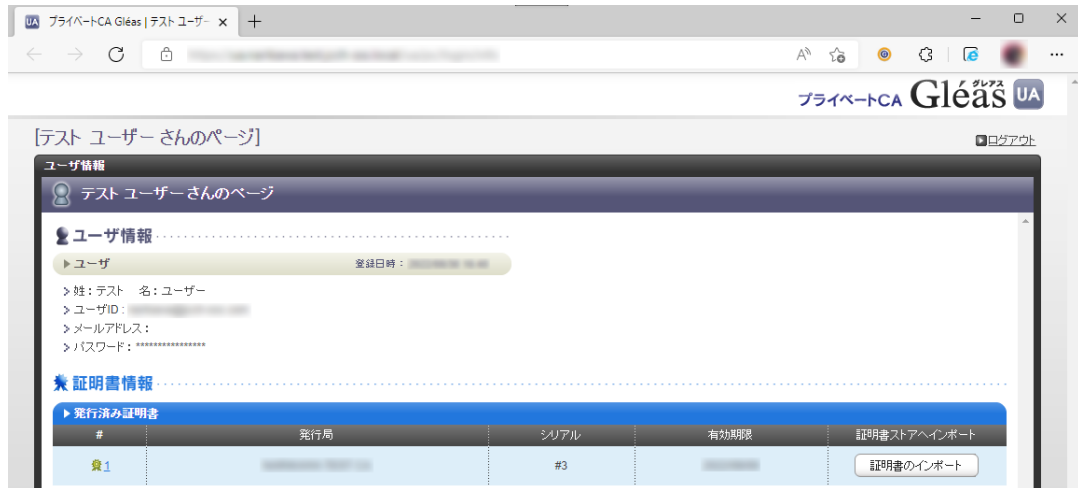 UA プライベートCA Gléas | テスト ユーザー
プライベートCA Gléas グレアス UA
[テスト ユーザー さんのページ]
ログアウト
ユーザ情報
テスト ユーザー さんのページ
ユーザ情報
ユーザ 登録日時：
姓：テスト 名：ユーザー
ユーザID：
メールアドレス：
パスワード：***************
証明書情報
発行済み証明書
# 発行局 シリアル 有効期限 証明書ストアへインポート
1 #3 証明書のインポート